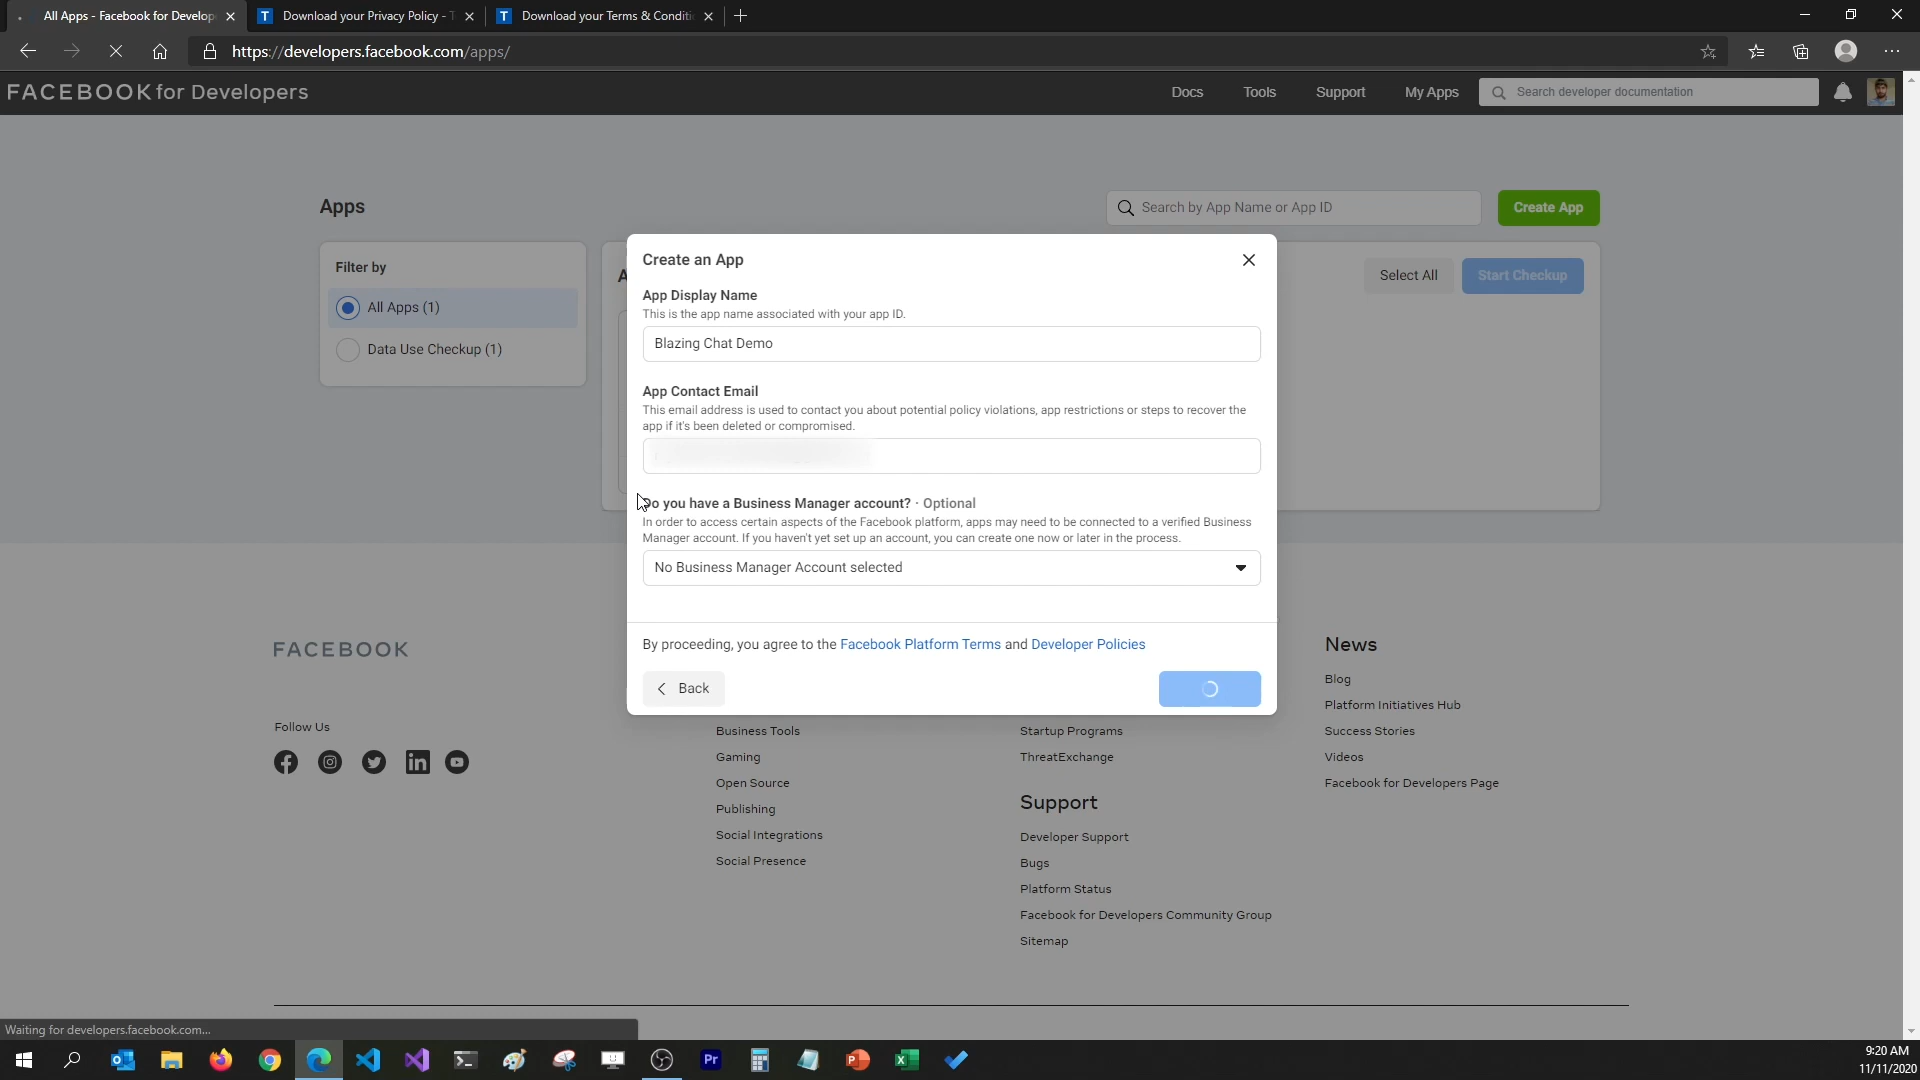 All Apps - Facebook for Develop
Download your Privacy Policy - T
Download your Terms & Conditi
https://developers.facebook.com/apps/
FACEBOOK for Developers
Docs
Tools
Support
My Apps
Search developer documentation
Apps
Search by App Name or App ID
Create App
Filter by
All Apps (1)
Data Use Checkup (1)
A
Select All
Start Checkup
Create an App
App Display Name
This is the app name associated with your app ID.
Blazing Chat Demo
App Contact Email
This email address is used to contact you about potential policy violations, app restrictions or steps to recover the
app if it's been deleted or compromised.
Do you have a Business Manager account? · Optional
In order to access certain aspects of the Facebook platform, apps may need to be connected to a verified Business
Manager account. If you haven't yet set up an account, you can create one now or later in the process.
No Business Manager Account selected
By proceeding, you agree to the Facebook Platform Terms and Developer Policies
Back
FACEBOOK
Follow Us
Business Tools
Gaming
Open Source
Publishing
Social Integrations
Social Presence
Startup Programs
ThreatExchange
Support
Developer Support
Bugs
Platform Status
Facebook for Developers Community Group
Sitemap
News
Blog
Platform Initiatives Hub
Success Stories
Videos
Facebook for Developers Page
Waiting for developers.facebook.com...
9:20 AM
11/11/2020